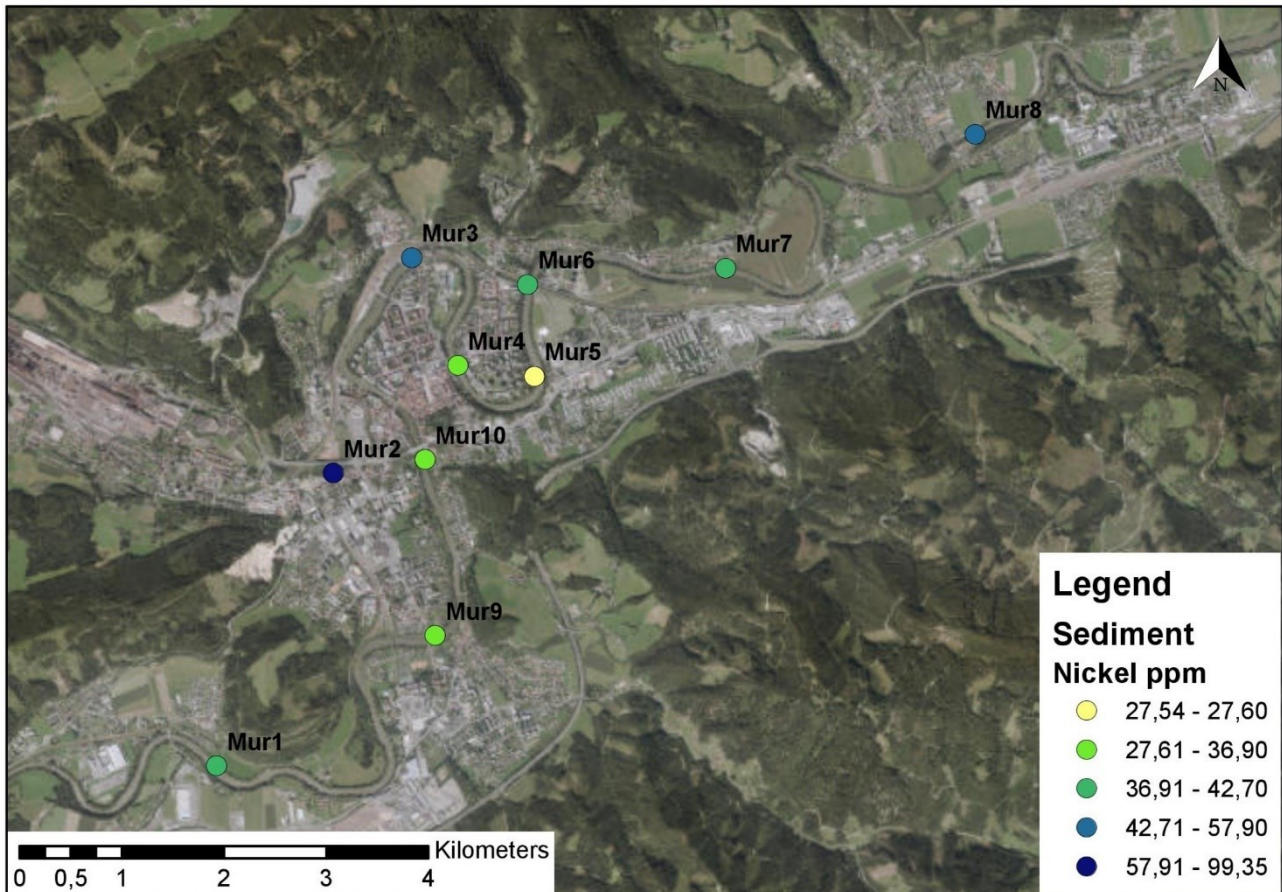 N
Mur8
Mur3
Mur7
Mur6
Mur4
Mur5
Mur10
Mur2
Mur9
Mur1
Legend
Sediment
Nickel ppm
27,54 - 27,60
27,61 - 36,90
36,91 - 42,70
42,71 - 57,90
57,91 - 99,35
Kilometers
0 0,5 1 2 3 4